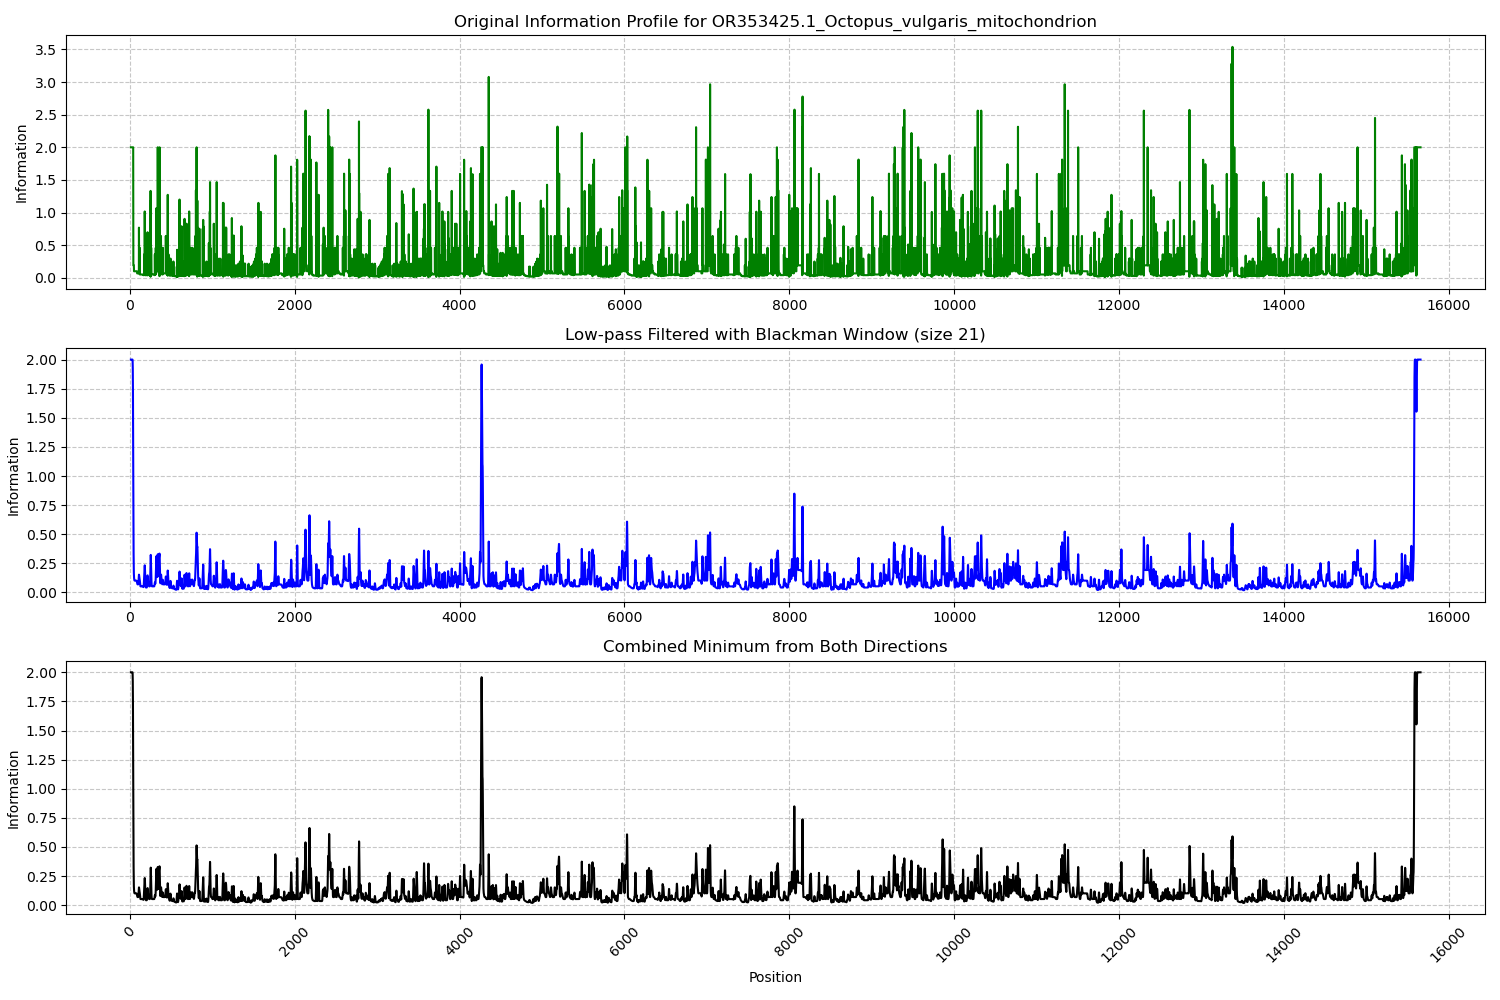 Original Information Profile for OR353425.1_Octopus_vulgaris_mitochondrion
Information
3.5
3.0
2.5
2.0
1.5
1.0
0.5
0.0
0 2000 4000 6000 8000 10000 12000 14000 16000
Low-pass Filtered with Blackman Window (size 21)
Information
2.00
1.75
1.50
1.25
1.00
0.75
0.50
0.25
0.00
0 2000 4000 6000 8000 10000 12000 14000 16000
Combined Minimum from Both Directions
Information
2.00
1.75
1.50
1.25
1.00
0.75
0.50
0.25
0.00
0 2000 4000 6000 8000 10000 12000 14000 16000
Position